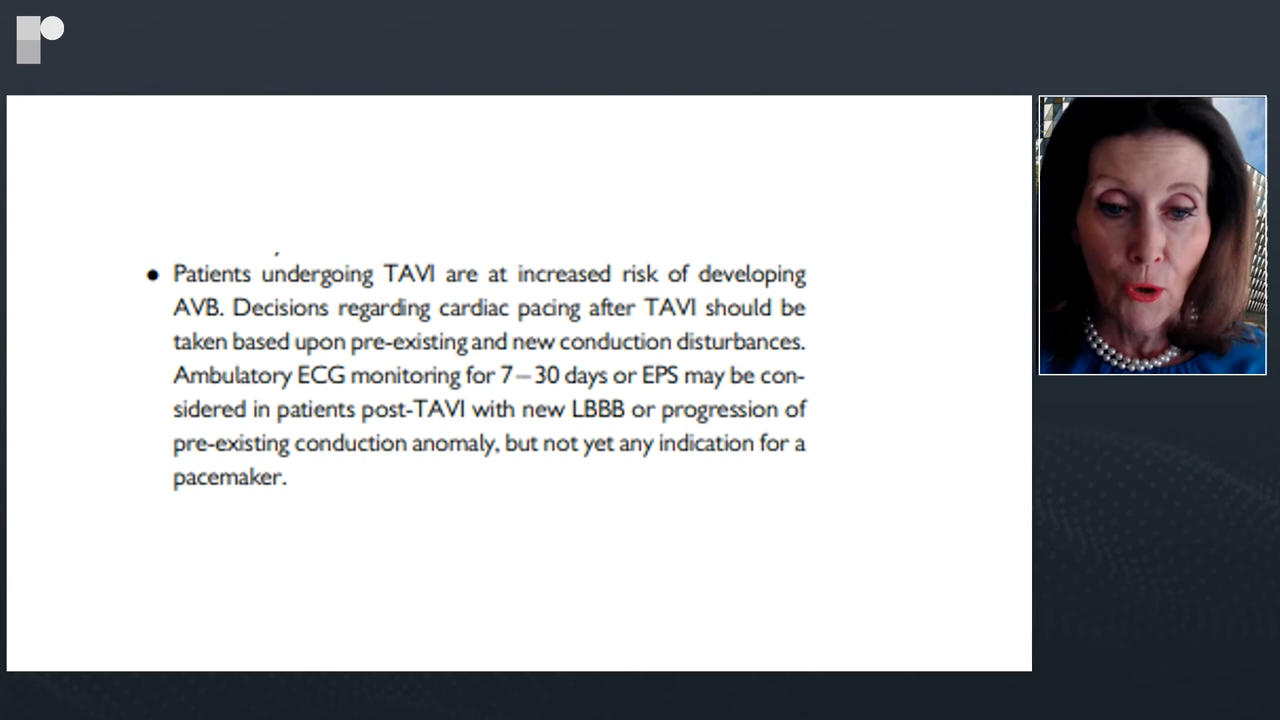 • Patients undergoing TAVI are at increased risk of developing
AVB. Decisions regarding cardiac pacing after TAVI should be
taken based upon pre-existing and new conduction disturbances.
Ambulatory ECG monitoring for 7–30 days or EPS may be con-
sidered in patients post-TAVI with new LBBB or progression of
pre-existing conduction anomaly, but not yet any indication for a
pacemaker.